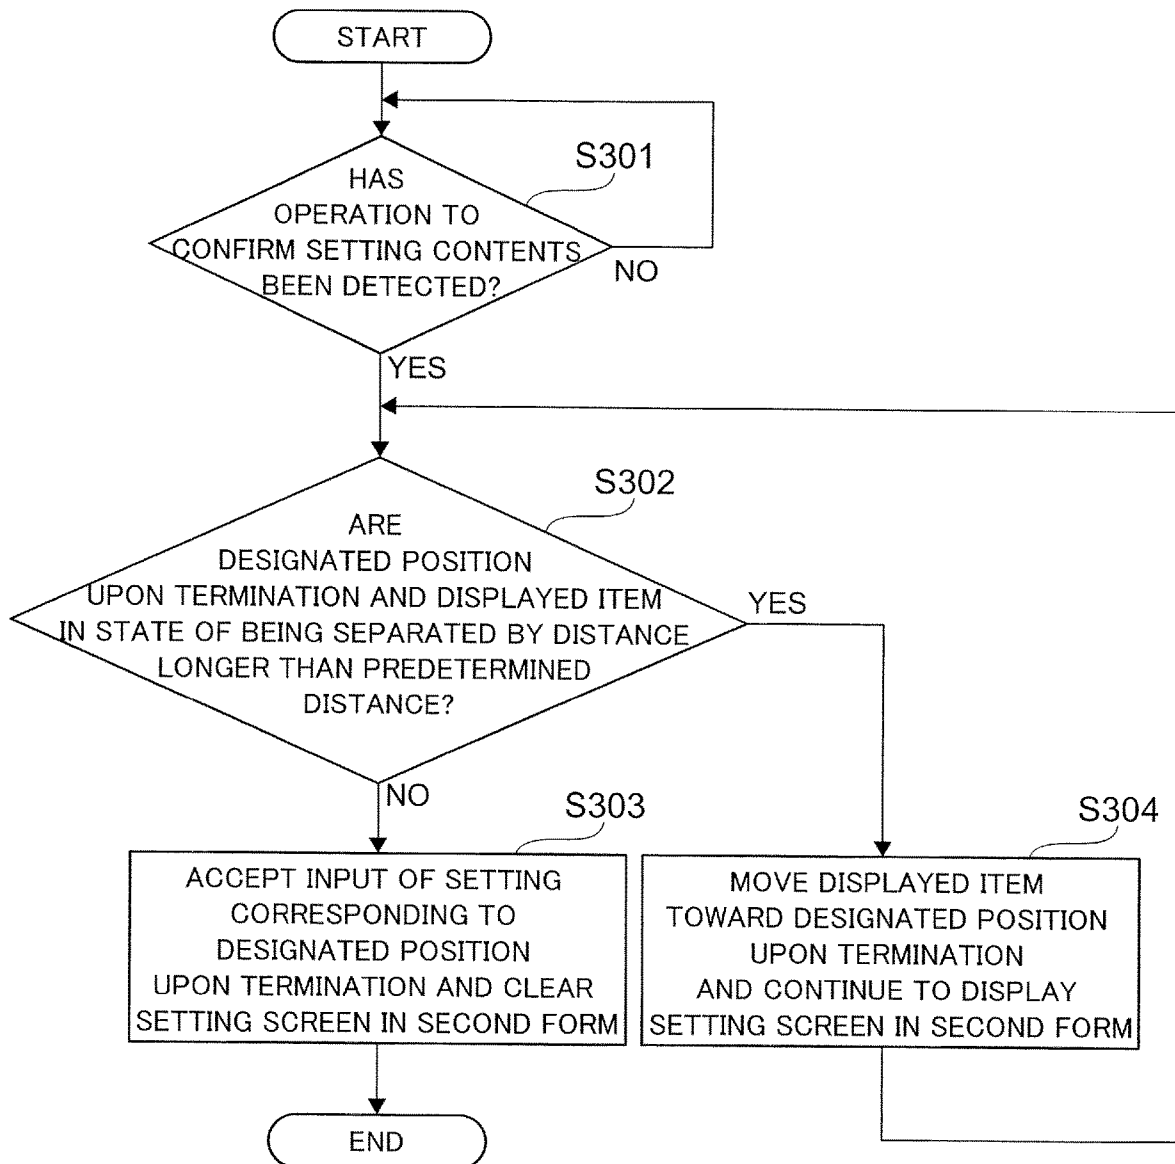 START
S301
HAS
OPERATION TO
CONFIRM SETTING CONTENTS
BEEN DETECTED?
NO
YES
S302
ARE
DESIGNATED POSITION
UPON TERMINATION AND DISPLAYED ITEM
IN STATE OF BEING SEPARATED BY DISTANCE
LONGER THAN PREDETERMINED
DISTANCE?
YES
NO
S303
ACCEPT INPUT OF SETTING
CORRESPONDING TO
DESIGNATED POSITION
UPON TERMINATION AND CLEAR
SETTING SCREEN IN SECOND FORM
S304
MOVE DISPLAYED ITEM
TOWARD DESIGNATED POSITION
UPON TERMINATION
AND CONTINUE TO DISPLAY
SETTING SCREEN IN SECOND FORM
END